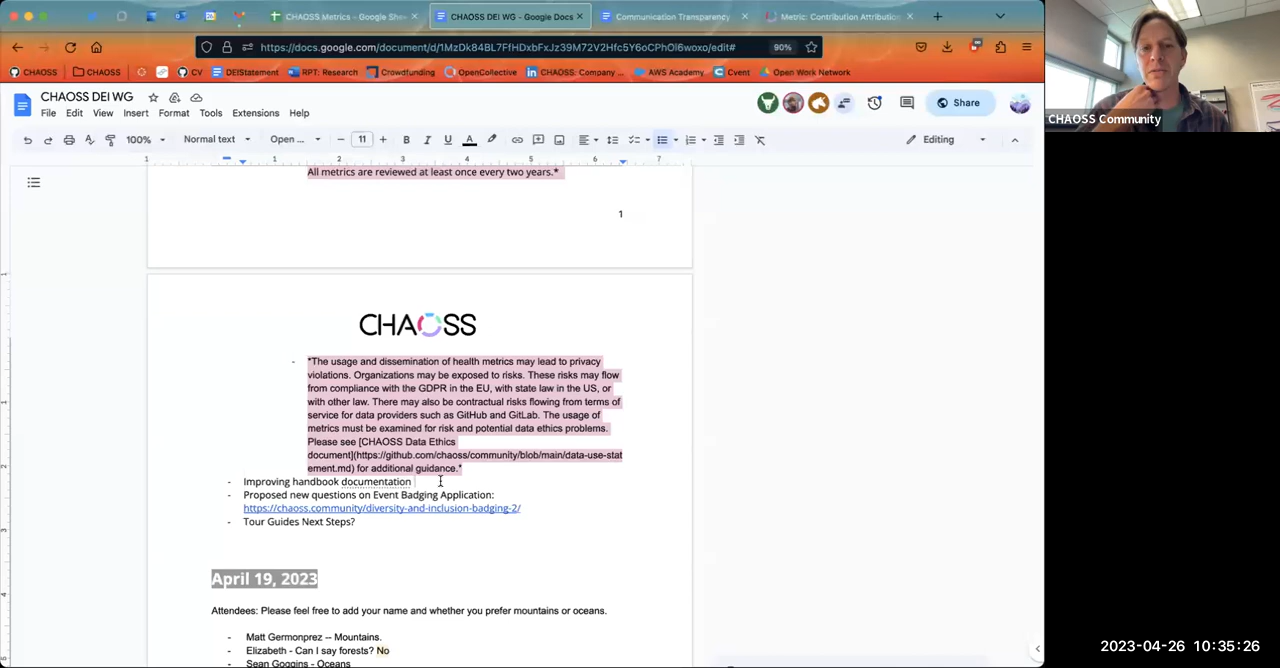 CHAOSS Metrics - Google She
CHAOSS DEI WG - Google Docs
Communication Transparency
Metric: Contribution Attribution
https://docs.google.com/document/d/1MzDk84BL7FfHDxbFxJz39M72V2Hfc5Y6oCPhOl6woxo/edit#
90%
CHAOSS
CHAOSS
CV
DEIStatement
RPT: Research
Crowdfunding
OpenCollective
CHAOSS: Company ...
AWS Academy
Cvent
Open Work Network
CHAOSS DEI WG
File Edit View Insert Format Extensions Tools Help
Share
100%
Normal text
Open ...
11
Editing
1 1 2 3 4 5 6 7
All metrics are reviewed at least once every two years.*
1
CHAOSS
- *The usage and dissemination of health metrics may lead to privacy
violations. Organizations may be exposed to risks. These risks may flow
from compliance with the GDPR in the EU, with state law in the US, or
with other law. There may also be contractual risks flowing from terms of
service for data providers such as GitHub and GitLab. The usage of
metrics must be examined for risk and potential data ethics problems.
Please see [CHAOSS Data Ethics
document](https://github.com/chaoss/community/blob/main/data-use-stat
ement.md) for additional guidance.*
- Improving handbook documentation
- Proposed new questions on Event Badging Application:
https://chaoss.community/diversity-and-inclusion-badging-2/
- Tour Guides Next Steps?
April 19, 2023
Attendees: Please feel free to add your name and whether you prefer mountains or oceans.
- Matt Germonprez -- Mountains.
- Elizabeth - Can I say forests? No
- Sean Goggins - Oceans
CHAOSS Community
2023-04-26 10:35:26